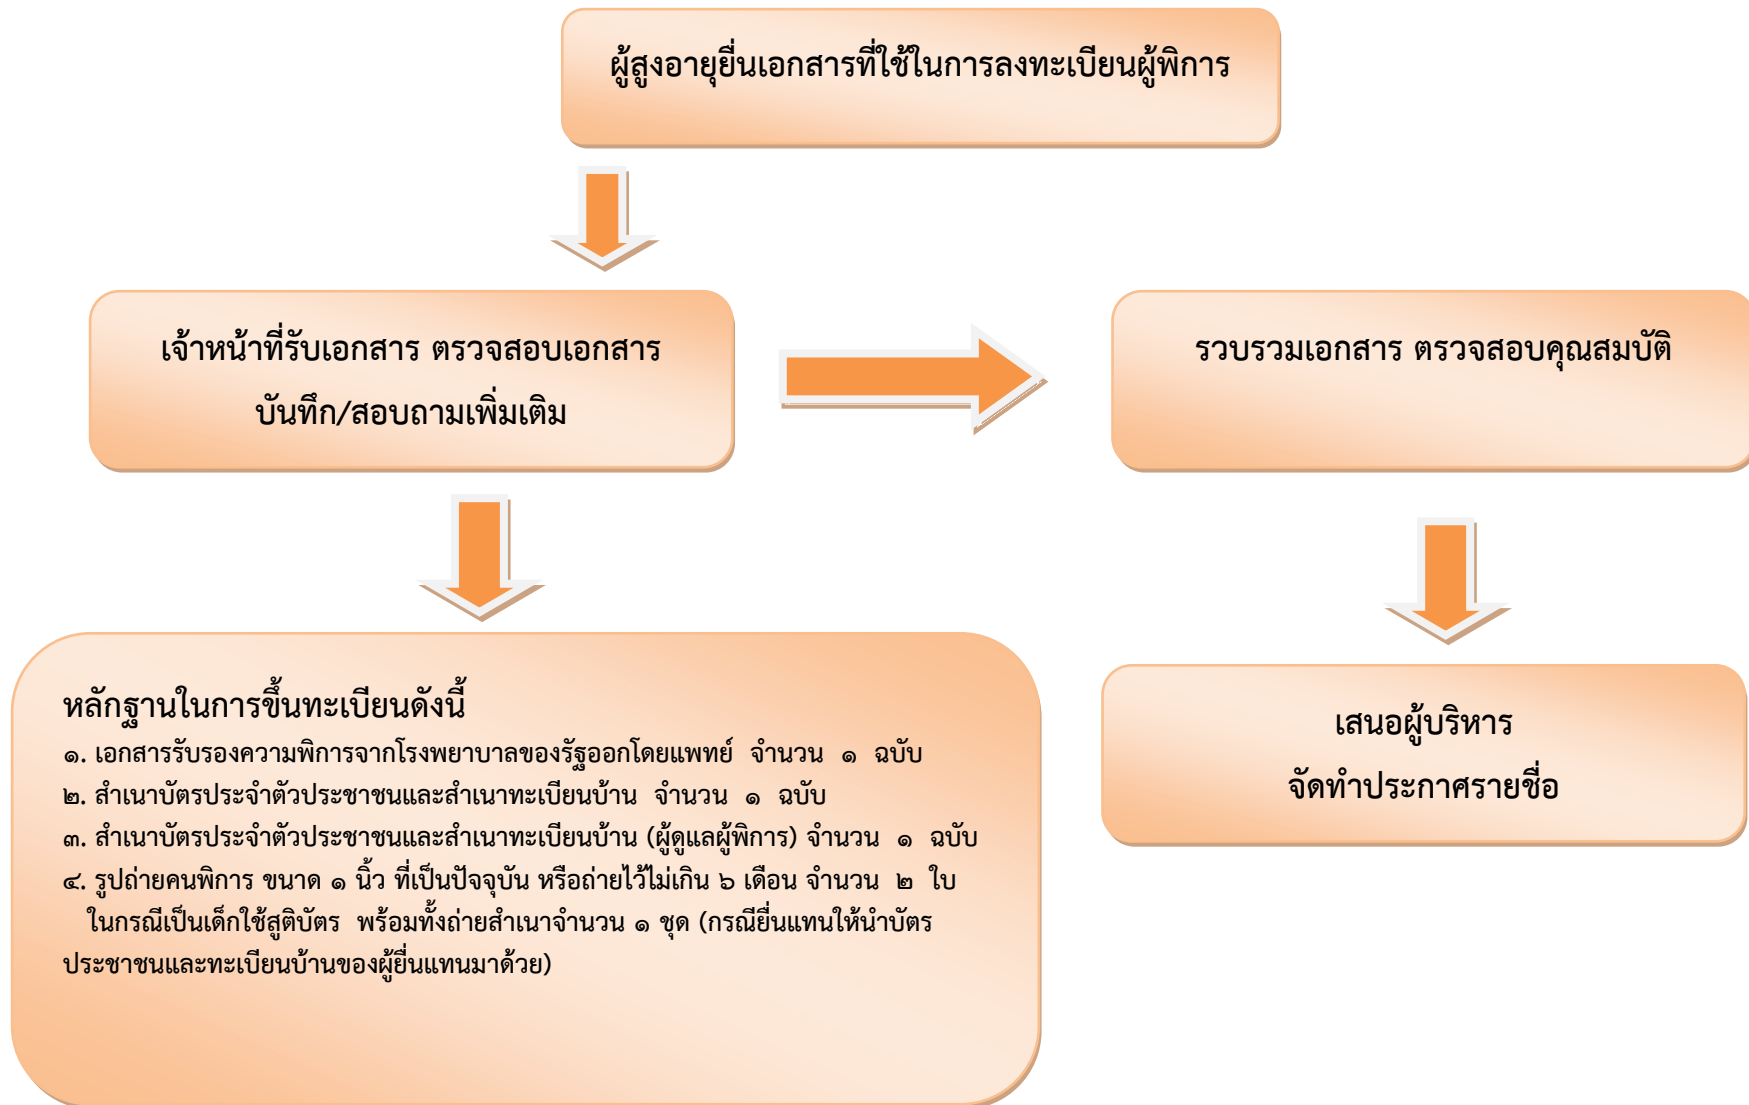 ผู้สูงอายุยื่นเอกสารที่ใช้ในการลงทะเบียนผู้พิการ
เจ้าหน้าที่รับเอกสาร ตรวจสอบเอกสาร
บันทึก/สอบถามเพิ่มเติม
รวบรวมเอกสาร ตรวจสอบคุณสมบัติ
หลักฐานในการขึ้นทะเบียนดังนี้
๑. เอกสารรับรองความพิการจากโรงพยาบาลของรัฐออกโดยแพทย์ จำนวน ๑ ฉบับ
๒. สำเนาบัตรประจำตัวประชาชนและสำเนาทะเบียนบ้าน จำนวน ๑ ฉบับ
๓. สำเนาบัตรประจำตัวประชาชนและสำเนาทะเบียนบ้าน (ผู้ดูแลผู้พิการ) จำนวน ๑ ฉบับ
๔. รูปถ่ายคนพิการ ขนาด ๑ นิ้ว ที่เป็นปัจจุบัน หรือถ่ายไว้ไม่เกิน ๖ เดือน จำนวน ๒ ใบ
ในกรณีเป็นเด็กใช้สูติบัตร พร้อมทั้งถ่ายสำเนาจำนวน ๑ ชุด (กรณียื่นแทนให้นำบัตร
ประชาชนและทะเบียนบ้านของผู้ยื่นแทนมาด้วย)
เสนอผู้บริหาร
จัดทำประกาศรายชื่อ